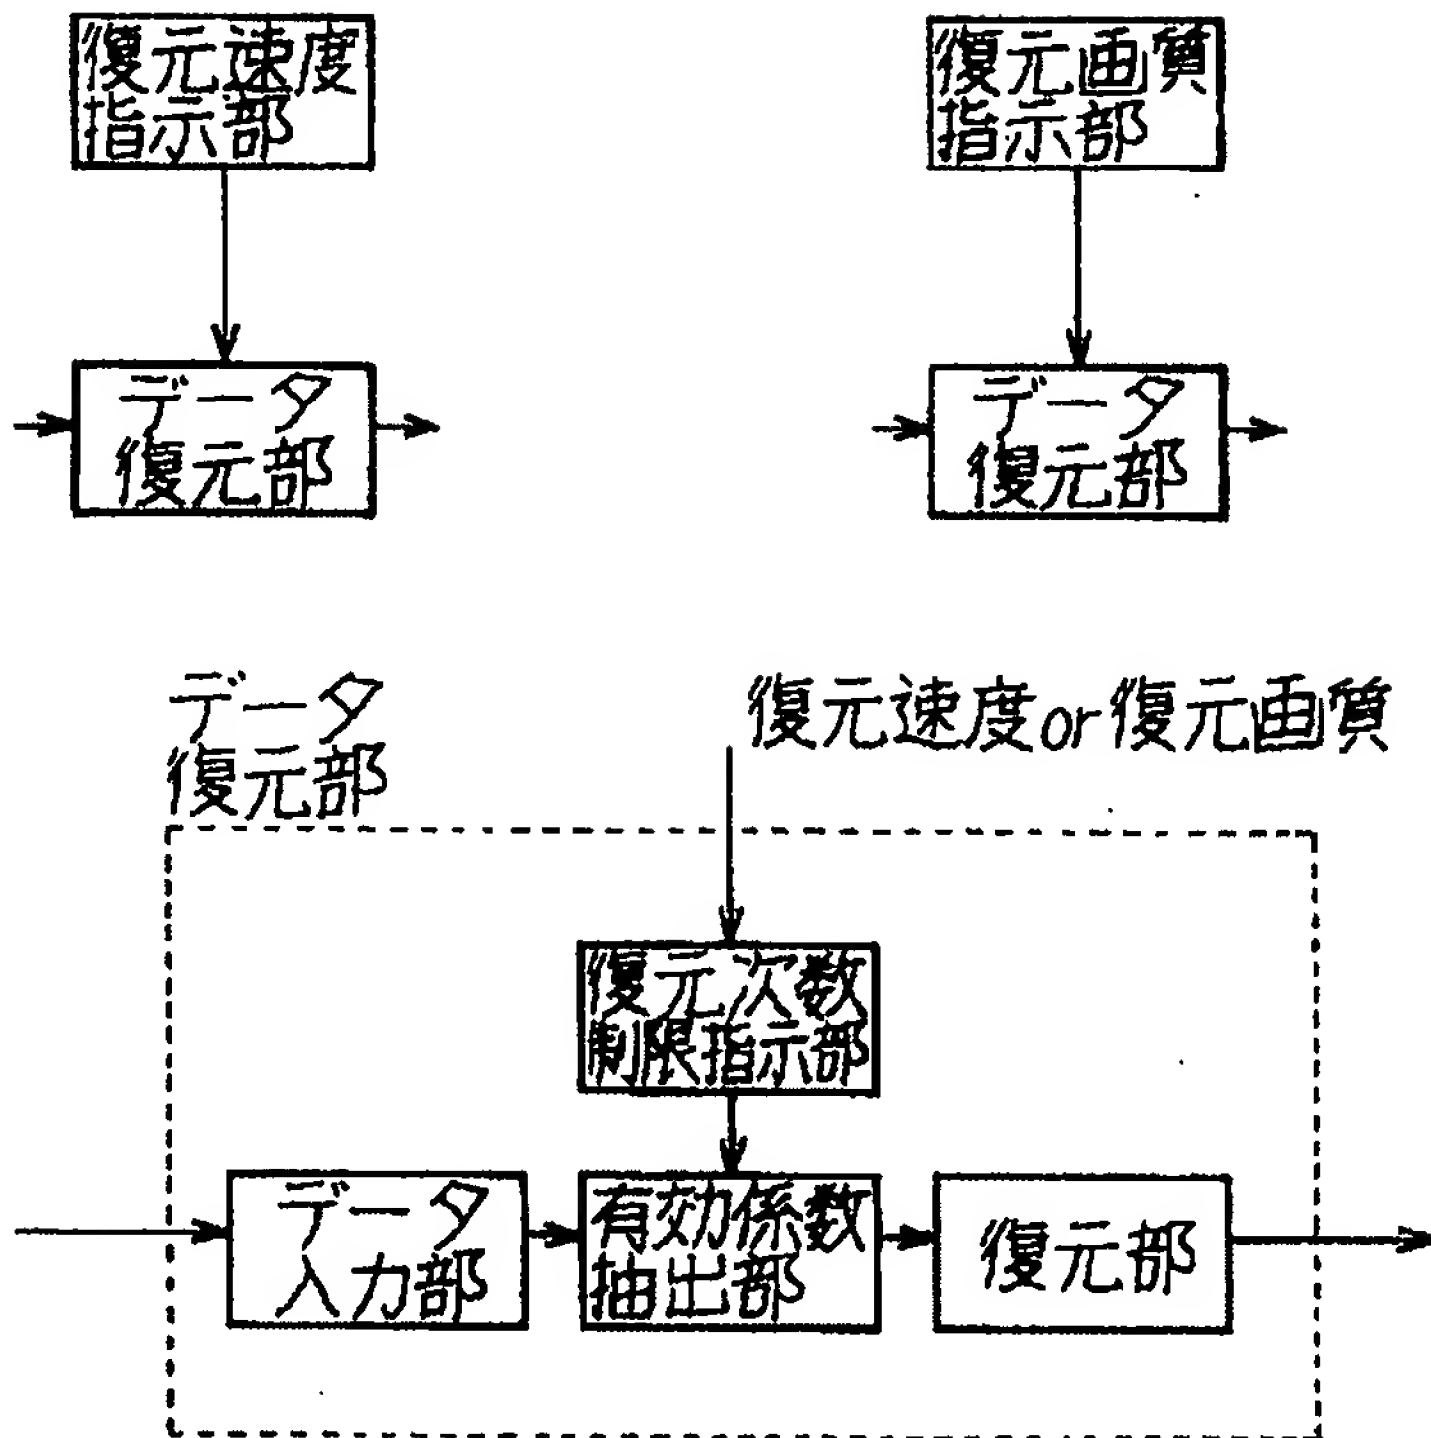 復元速度
指示部
復元画質
指示部
データ
復元部
データ
復元部
データ
復元部
復元速度or復元画質
復元次数
制限指示部
データ
入力部
有効係数
抽出部
復元部